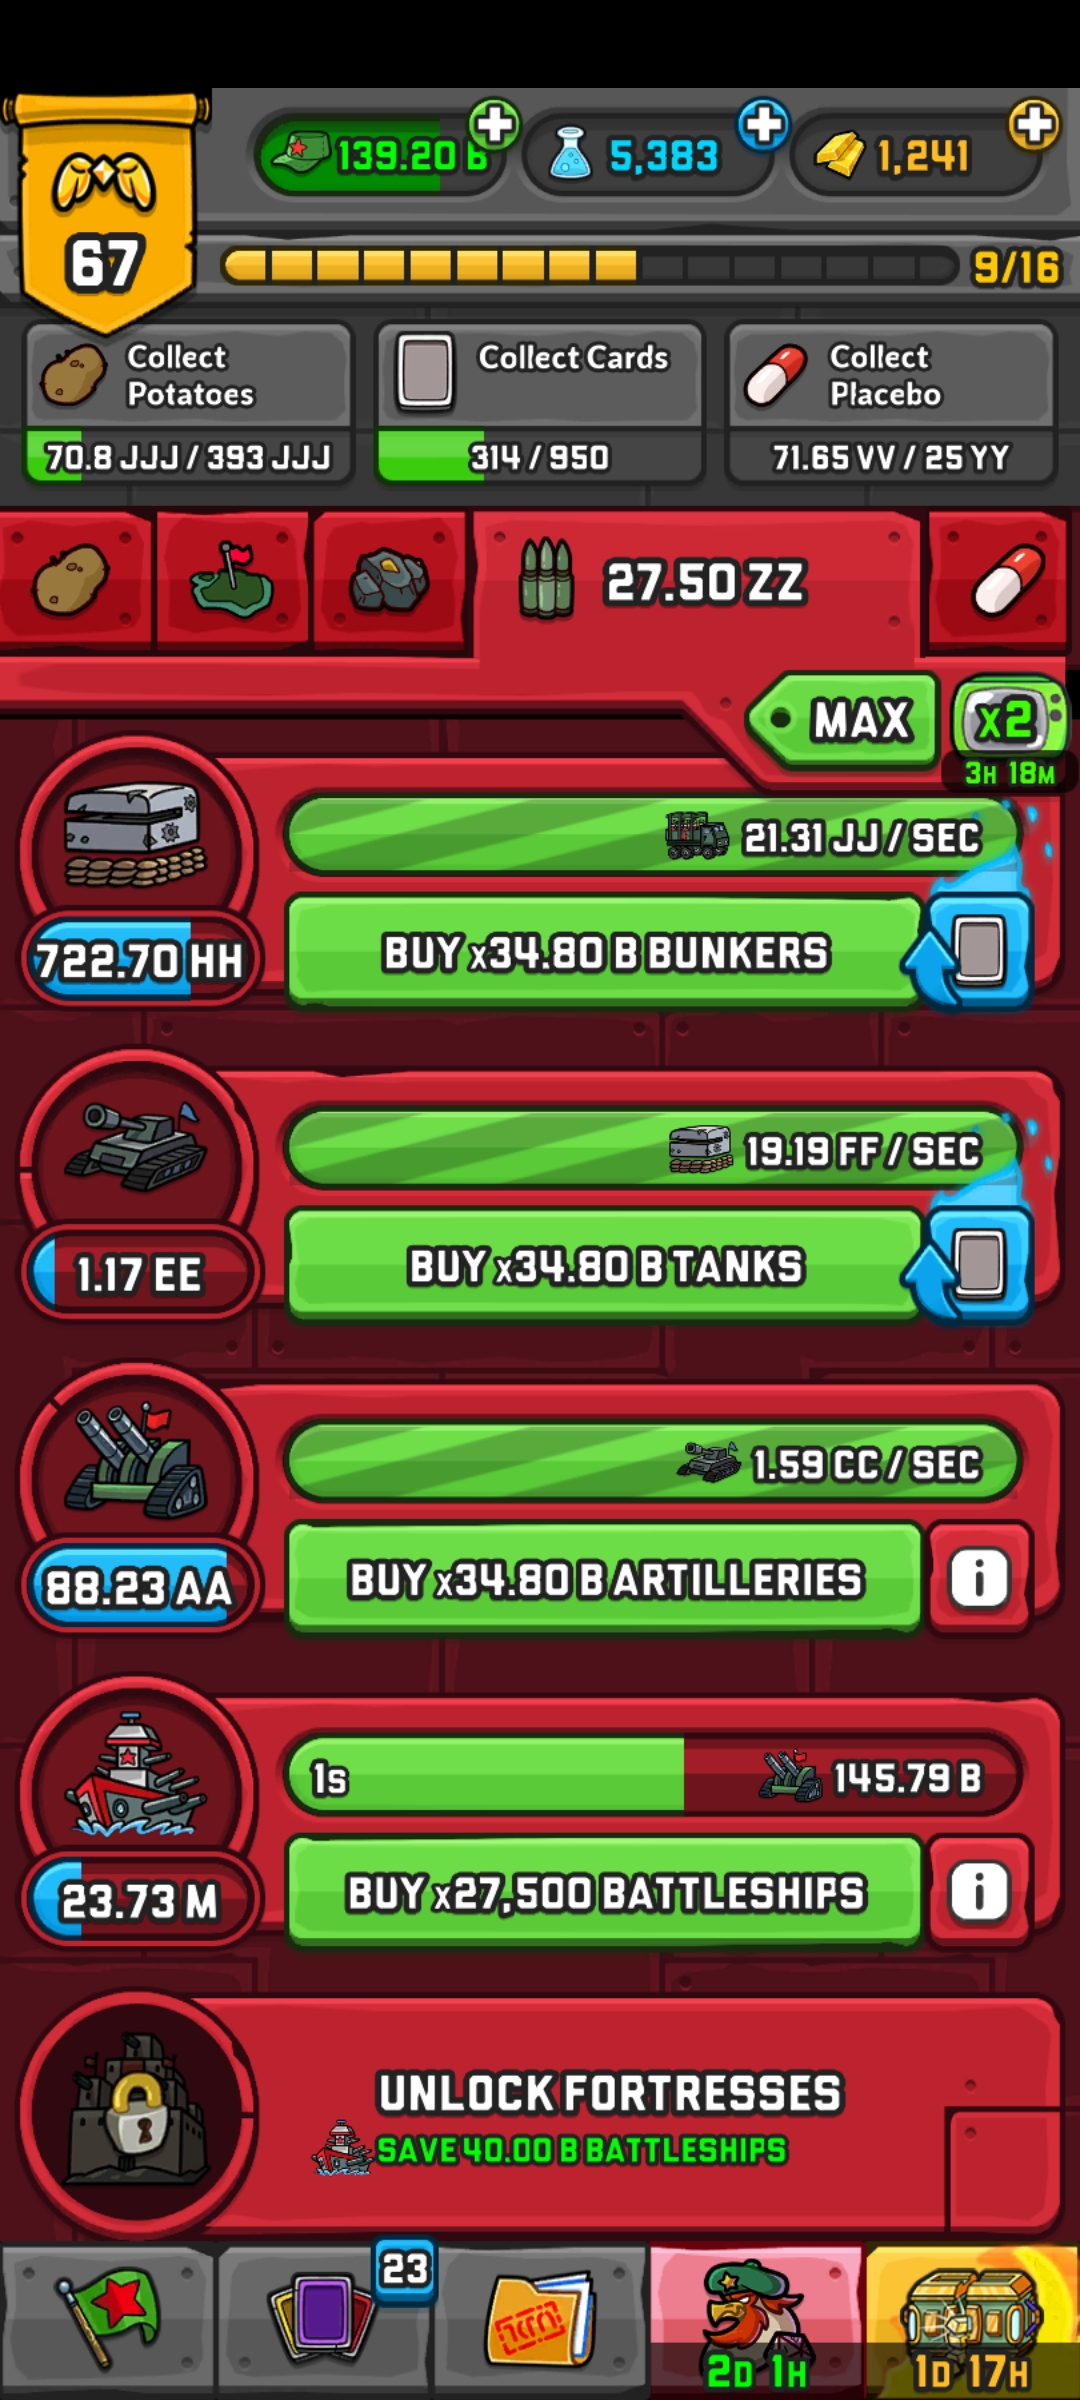 139.20 B
5,383
1,241
67
9/16
Collect
Potatoes
70.8 JJJ / 393 JJJ
Collect Cards
314 / 950
Collect
Placebo
71.65 VV / 25 YY
27.50 ZZ
MAX
x2
3H 18M
21.31 JJ / SEC
722.70 HH
BUY x34.80 B BUNKERS
19.19 FF / SEC
1.17 EE
BUY x34.80 B TANKS
1.59 CC / SEC
88.23 AA
BUY x34.80 B ARTILLERIES
i
1s
145.79 B
23.73 M
BUY x27,500 BATTLESHIPS
i
UNLOCK FORTRESSES
SAVE 40.00 B BATTLESHIPS
23
2D 1H
1D 17H